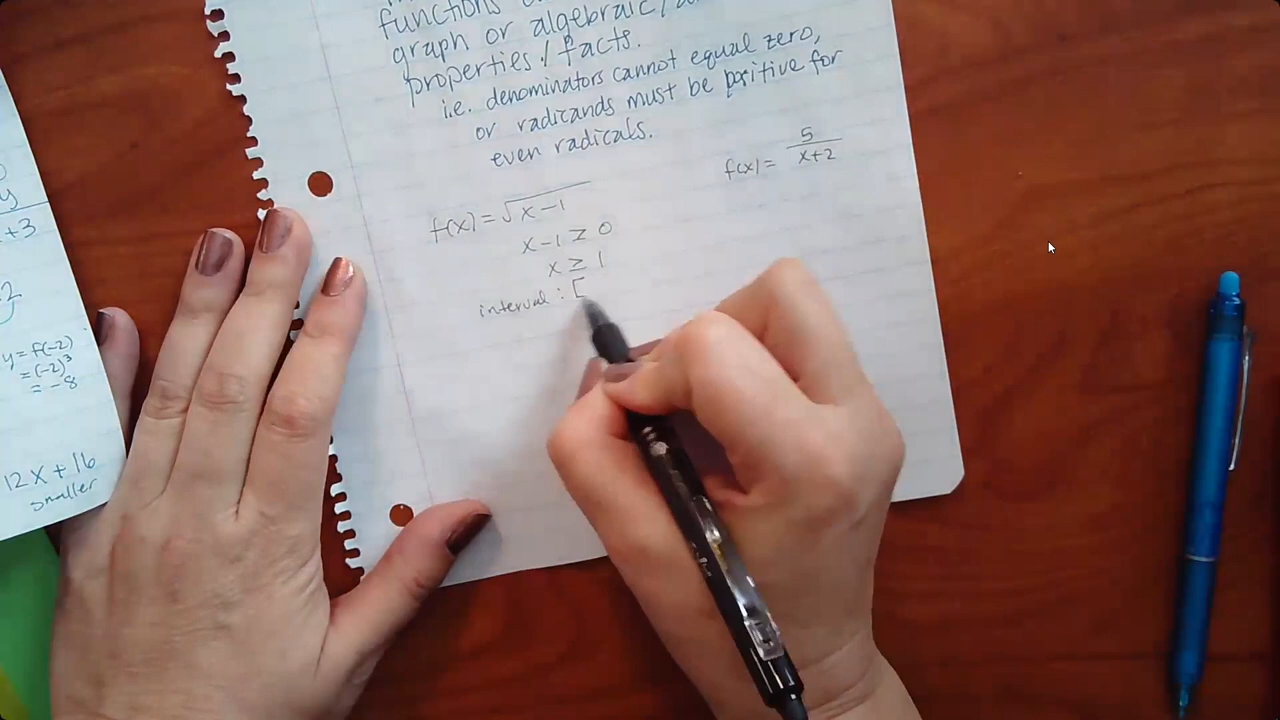 functions
graph or algebraic/
properties/facts.
i.e. denominators cannot equal zero,
or radicands must be positive for
even radicals.
f(x) = √x-1
x-1 ≥ 0
x ≥ 1
interval : [
f(x) = 5/x+2
y
x+3
2
y = f(-2)
= (-2)³
= -8
12x + 16
smaller